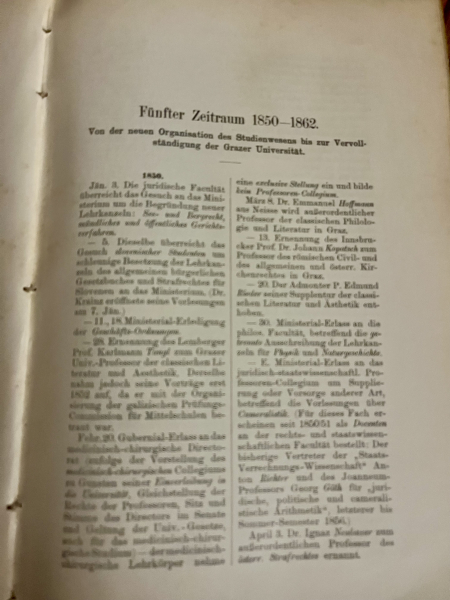 Fünfter Zeitraum 1850—1862.
Von der neuen Organisation des Studienwesens bis zur Vervoll-
ständigung der Grazer Universität.
1850.
Jän. 3. Die juridische Facultät
überreicht das Gesuch an das Mini-
sterium um die Begründung neuer
Lehrkanzeln: See- und Bergrecht,
mündliches und öffentliches Gerichts-
verfahren.
— 5. Dieselbe überreicht das
Gesuch slovenischer Studenten um
schleunige Besetzung der Lehrkan-
zeln des allgemeinen bürgerlichen
Gesetzbuches und Strafrechtes für
Slovenen an das Ministerium. (Dr.
Krainz eröffnete seine Vorlesungen
am 7. Jän.)
— 11., 18. Ministerial-Erledigung
der Geschäfts-Ordnungen.
— 28. Ernennung des Lemberger
Prof. Karlmann Tangl zum Grazer
Univ.-Professor der classischen Li-
teratur und Aesthetik. Derselbe
nahm jedoch seine Vorträge erst
1852 auf, da er mit der Organi-
sierung der galizischen Prüfungs-
Commission für Mittelschulen be-
traut war.
Febr. 20. Gubernial-Erlass an das
medicinisch-chirurgische Directo-
rat zufolge der Vorstellung des
medicinisch-chirurgischen Collegiums
zu Gunsten seiner Einverleibung in
die Universität, Gleichstellung der
Rechte der Professoren, Sitz und
Stimme des Directors im Senate
und Geltung der Univ.-Gesetze,
auch für das medicinisch-chirur-
gische Studium) — der medicinisch-
chirurgische Lehrkörper nehme
eine exclusive Stellung ein und bilde
kein Professoren-Collegium.
März 8. Dr. Emmanuel Hoffmann
aus Neisse wird außerordentlicher
Professor der classischen Philolo-
gie und Literatur in Graz.
— 13. Ernennung des Innsbru-
cker Prof. Dr. Johann Kopatsch zum
Professor des römischen Civil- und
des allgemeinen und österr. Kir-
chenrechtes in Graz.
— 20. Der Admonter P. Edmund
Rieder seiner Supplentur der classi-
schen Literatur und Ästhetik ent-
hoben.
— 30. Ministerial-Erlass an die
philos. Facultät, betreffend die ge-
trennte Ausschreibung der Lehrkan-
zeln für Physik und Naturgeschichte.
— E. Ministerial-Erlass an das
juridisch-staatswissenschaftl. Pro-
fessoren-Collegium um Supplie-
rung oder Vorsorge anderer Art,
betreffend die Vorlesungen über
Cameralistik. (Für dieses Fach er-
scheinen seit 1850/51 als Docenten
an der rechts- und staatswissen-
schaftlichen Facultät bestellt: Der
bisherige Vertreter der „Staats-
Verrechnungs-Wissenschaft“ An-
ton Richter und des Joanneum-
Professors Georg Göth für „juri-
dische, politische und camerali-
stische Arithmetik“, letzterer bis
Sommer-Semester 1856.)
April 3. Dr. Ignaz Neubauer zum
außerordentlichen Professor des
österr. Strafrechtes ernannt.